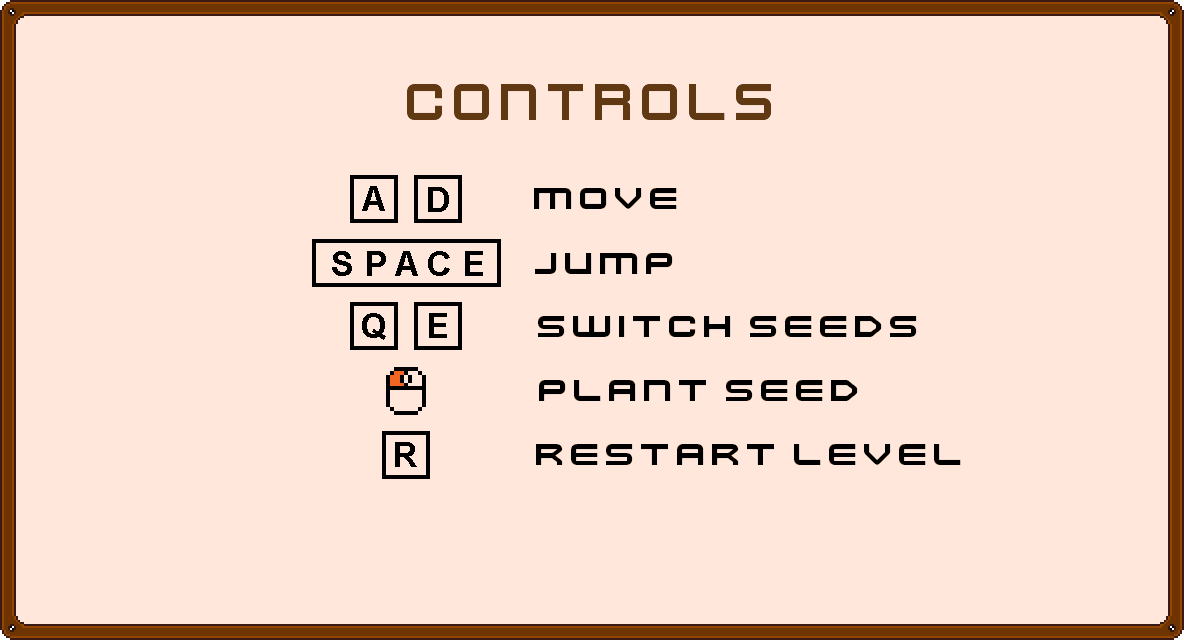 CONTROLS
A D MOVE
SPACE JUMP
Q E SWITCH SEEDS
PLANT SEED
R RESTART LEVEL